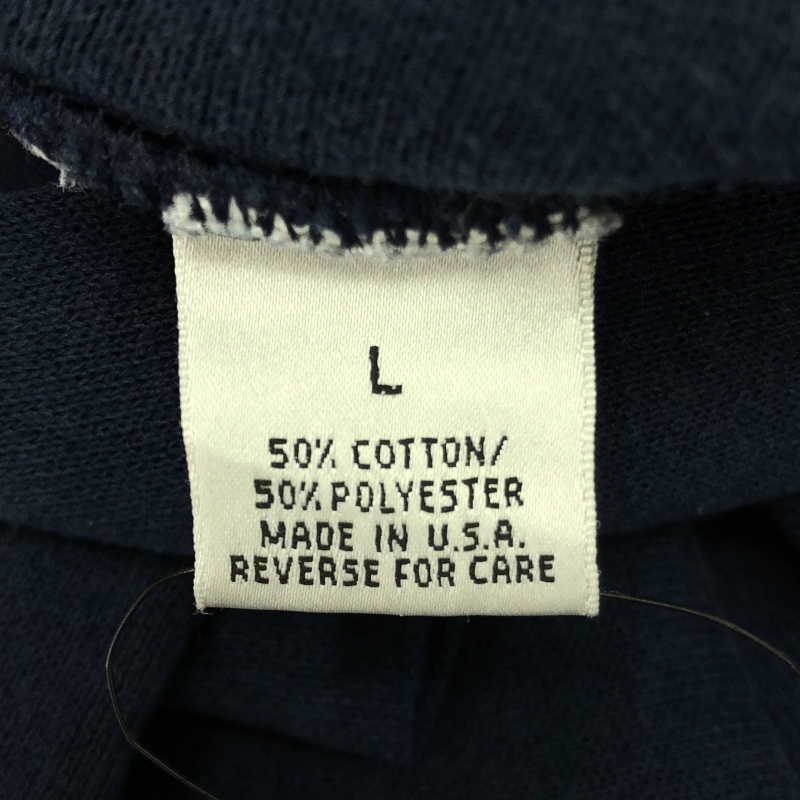 L
50% COTTON/
50% POLYESTER
MADE IN U.S.A.
REVERSE FOR CARE